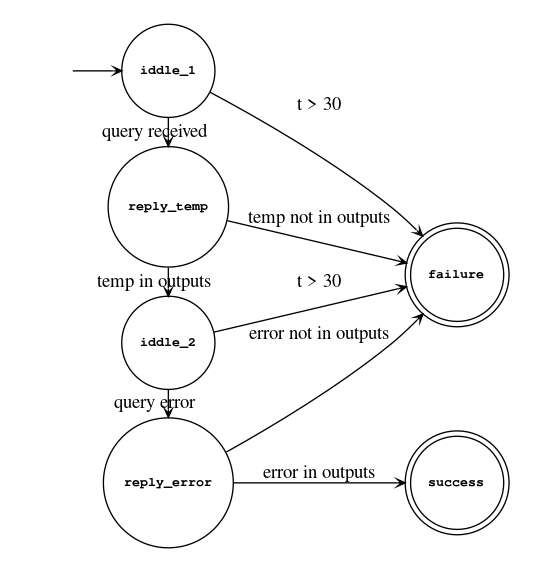 iddle_1
t > 30
query received
reply_temp
temp not in outputs
temp in outputs
t > 30
failure
error not in outputs
iddle_2
query error
error in outputs
reply_error
success